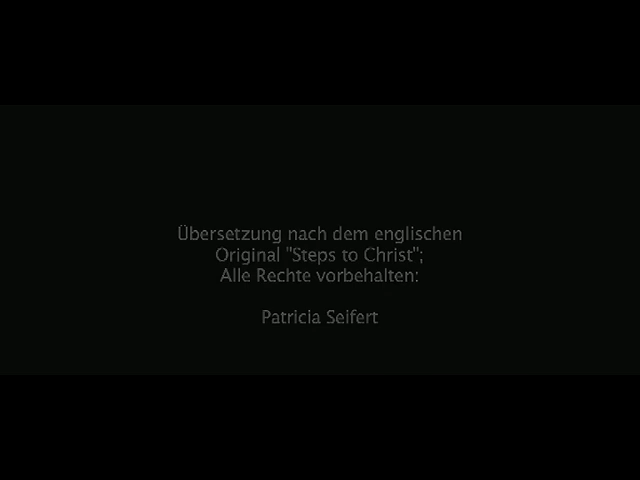 Übersetzung nach dem englischen
Original "Steps to Christ";
Alle Rechte vorbehalten:
Patricia Seifert